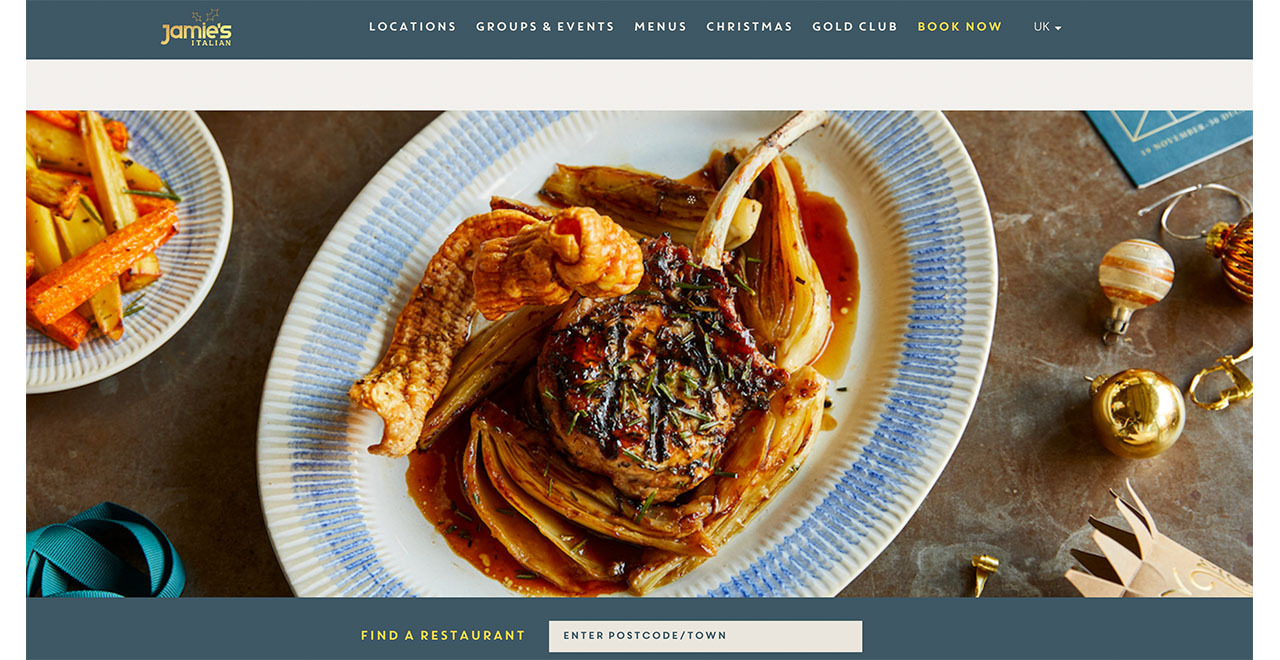 Jamie's
ITALIAN
LOCATIONS GROUPS & EVENTS MENUS CHRISTMAS GOLD CLUB BOOK NOW UK
19 NOVEMBER–30 DEC
FIND A RESTAURANT ENTER POSTCODE/TOWN